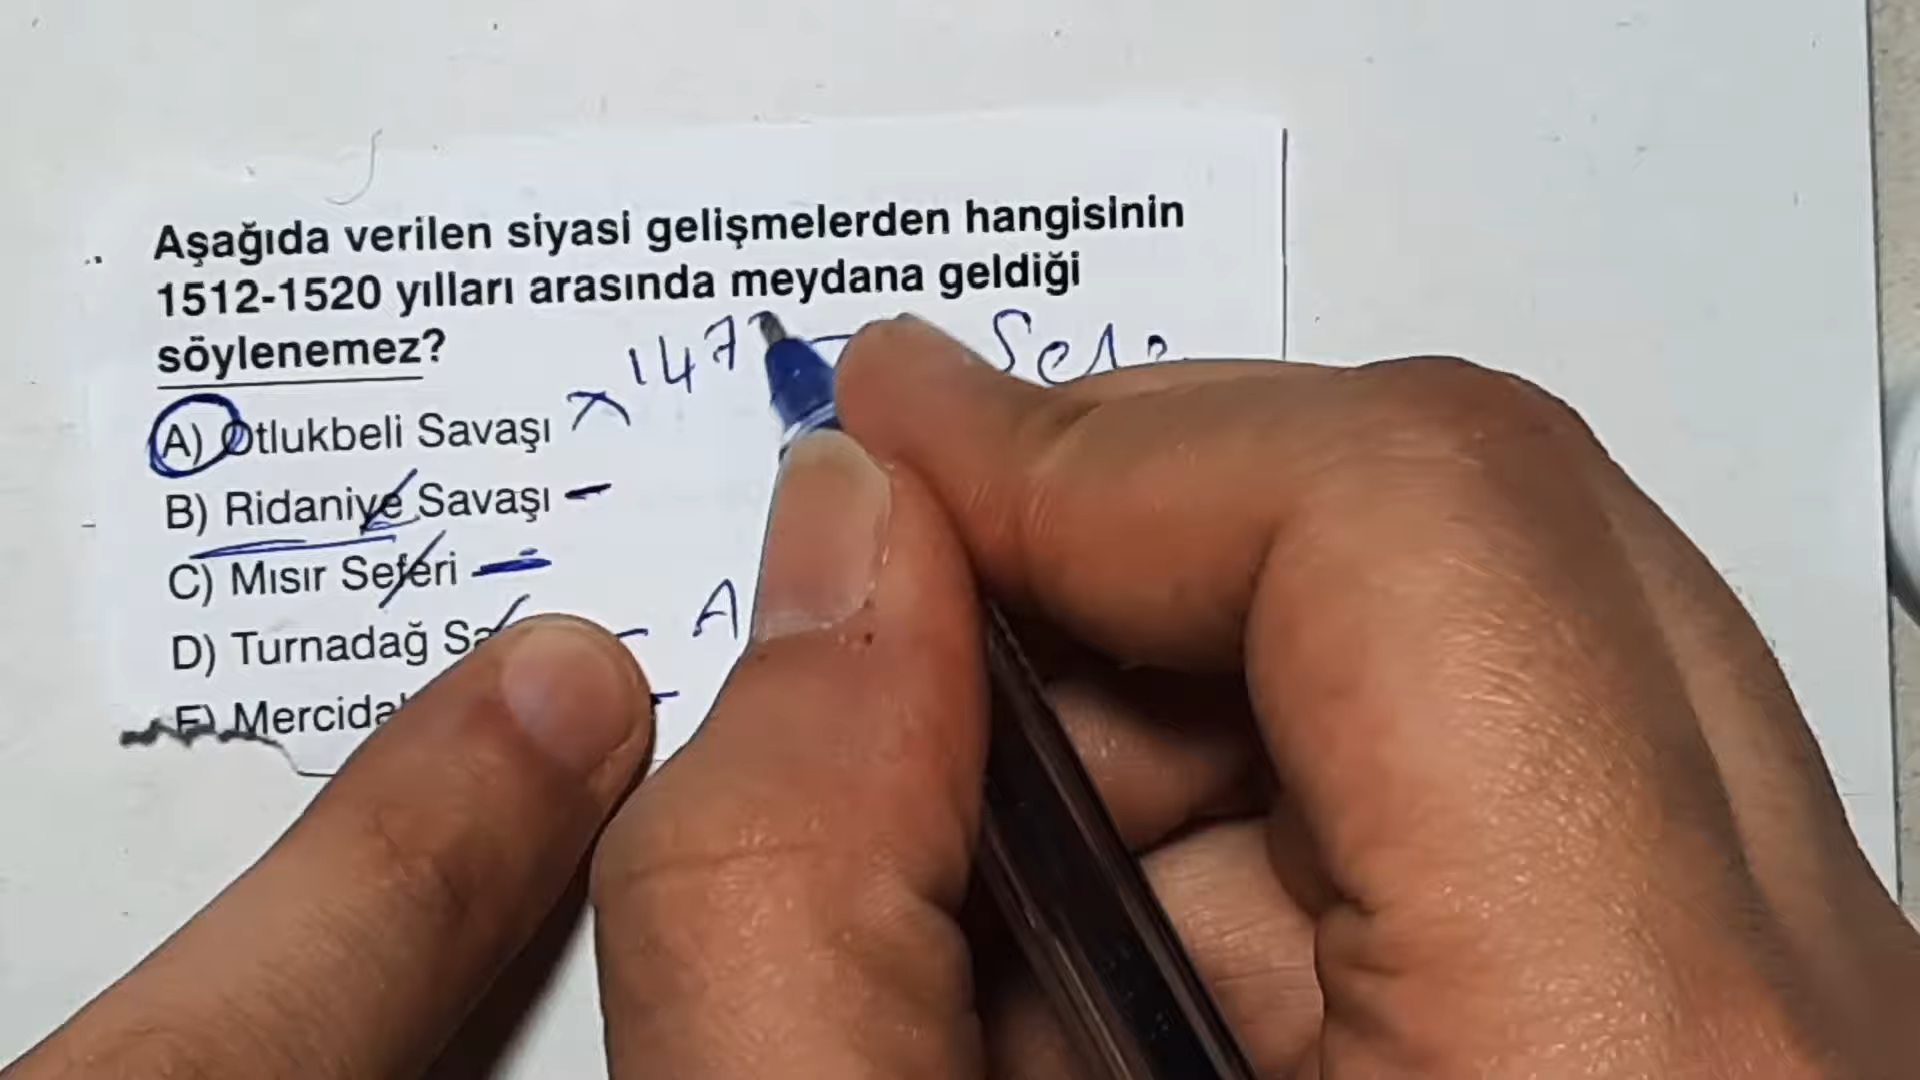 Aşağıda verilen siyasi gelişmelerden hangisinin
1512-1520 yılları arasında meydana geldiği
söylenemez?
147
A) Otlukbeli Savaşı
B) Ridaniye Savaşı
C) Mısır Seferi
D) Turnadağ
A
E)